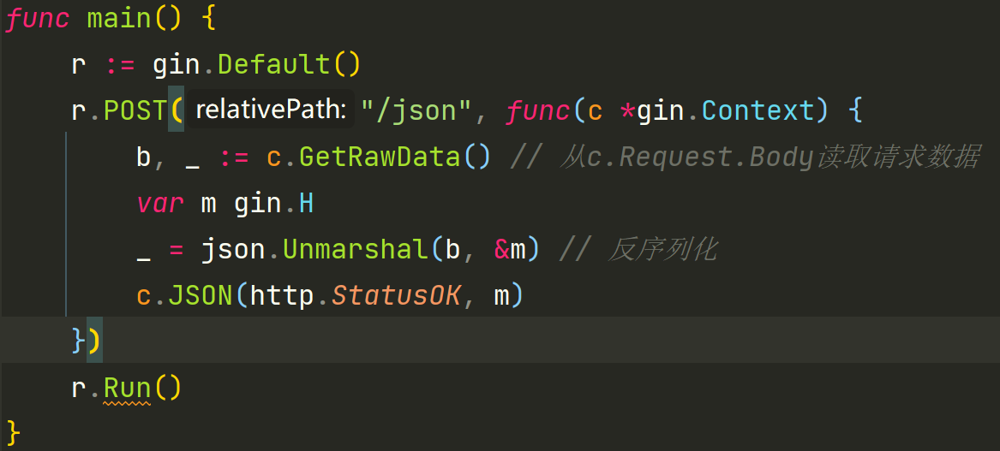 func main() {
    r := gin.Default()
    r.POST( relativePath: "/json", func(c *gin.Context) {
        b, _ := c.GetRawData() // 从c.Request.Body读取请求数据
        var m gin.H
        _ = json.Unmarshal(b, &m) // 反序列化
        c.JSON(http.StatusOK, m)
    })
    r.Run()
}